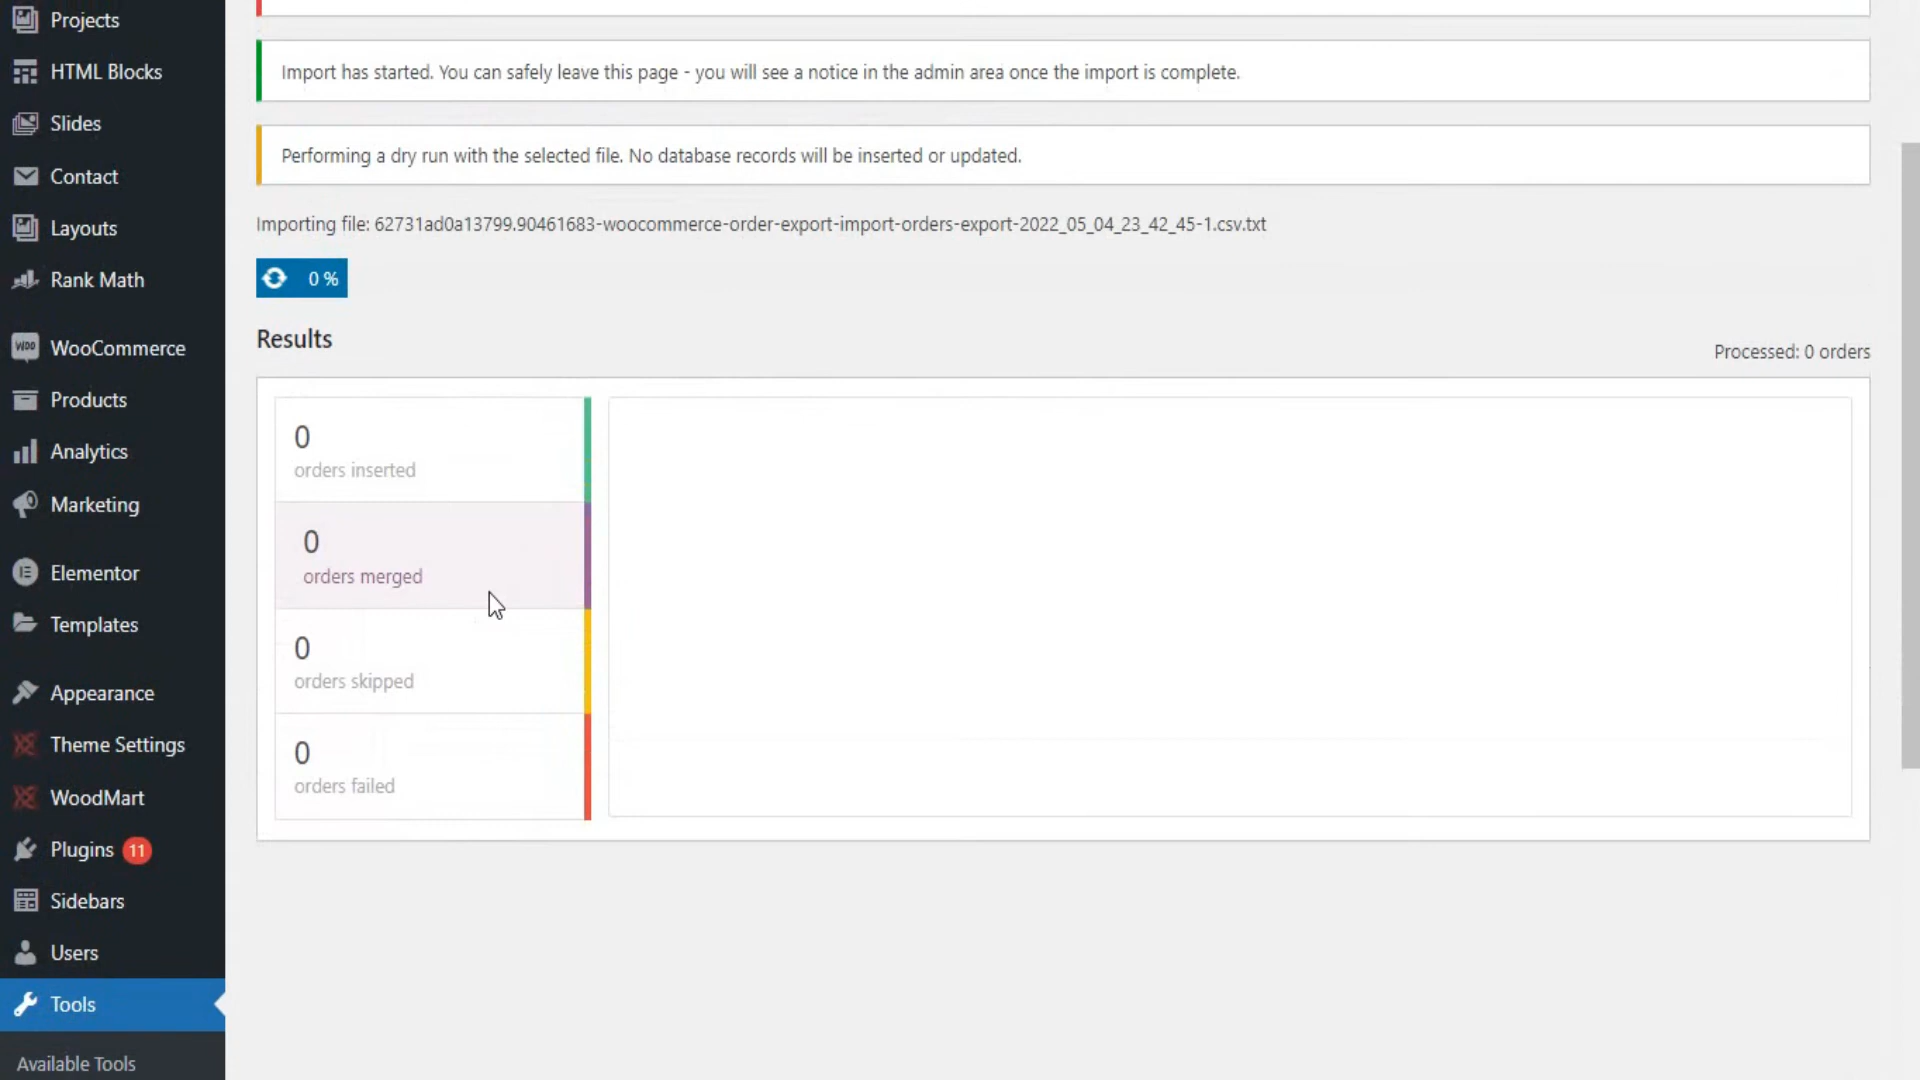 Projects
HTML Blocks
Slides
Contact
Layouts
Rank Math
WOO
WooCommerce
Products
Analytics
Marketing
Elementor
Templates
Appearance
Theme Settings
WoodMart
Plugins 11
Sidebars
Users
Tools
Available Tools
Import has started. You can safely leave this page - you will see a notice in the admin area once the import is complete.
Performing a dry run with the selected file. No database records will be inserted or updated.
Importing file: 62731ad0a13799.90461683-woocommerce-order-export-import-orders-export-2022_05_04_23_42_45-1.csv.txt
0 %
Results
Processed: 0 orders
0
orders inserted
0
orders merged
0
orders skipped
0
orders failed